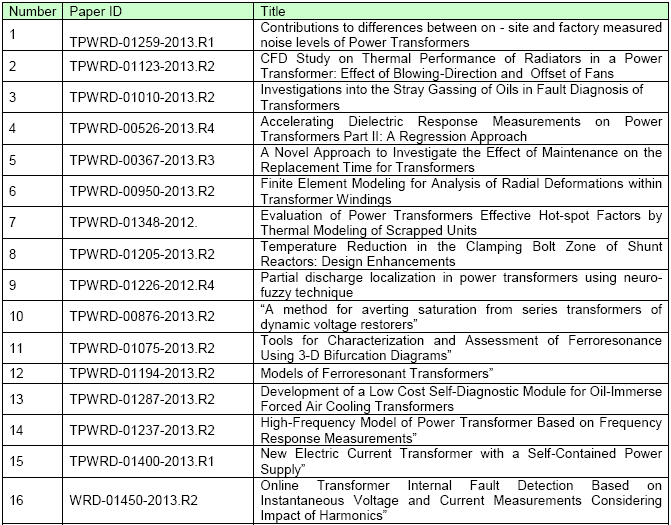 Number Paper ID Title
1 TPWRD-01259-2013.R1 Contributions to differences between on - site and factory measured
noise levels of Power Transformers
2 TPWRD-01123-2013.R2 CFD Study on Thermal Performance of Radiators in a Power
Transformer: Effect of Blowing-Direction and Offset of Fans
3 TPWRD-01010-2013.R2 Investigations into the Stray Gassing of Oils in Fault Diagnosis of
Transformers
4 TPWRD-00526-2013.R4 Accelerating Dielectric Response Measurements on Power
Transformers Part II: A Regression Approach
5 TPWRD-00367-2013.R3 A Novel Approach to Investigate the Effect of Maintenance on the
Replacement Time for Transformers
6 TPWRD-00950-2013.R2 Finite Element Modeling for Analysis of Radial Deformations within
Transformer Windings
7 TPWRD-01348-2012. Evaluation of Power Transformers Effective Hot-spot Factors by
Thermal Modeling of Scrapped Units
8 TPWRD-01205-2013.R2 Temperature Reduction in the Clamping Bolt Zone of Shunt
Reactors: Design Enhancements
9 TPWRD-01226-2012.R4 Partial discharge localization in power transformers using neuro-
fuzzy technique
10 TPWRD-00876-2013.R2 “A method for averting saturation from series transformers of
dynamic voltage restorers”
11 TPWRD-01075-2013.R2 Tools for Characterization and Assessment of Ferroresonance
Using 3-D Bifurcation Diagrams”
12 TPWRD-01194-2013.R2 Models of Ferroresonant Transformers”
13 TPWRD-01287-2013.R2 Development of a Low Cost Self-Diagnostic Module for Oil-Immerse
Forced Air Cooling Transformers
14 TPWRD-01237-2013.R2 High-Frequency Model of Power Transformer Based on Frequency
Response Measurements”
15 TPWRD-01400-2013.R1 New Electric Current Transformer with a Self-Contained Power
Supply”
16 WRD-01450-2013.R2 Online Transformer Internal Fault Detection Based on
Instantaneous Voltage and Current Measurements Considering
Impact of Harmonics”